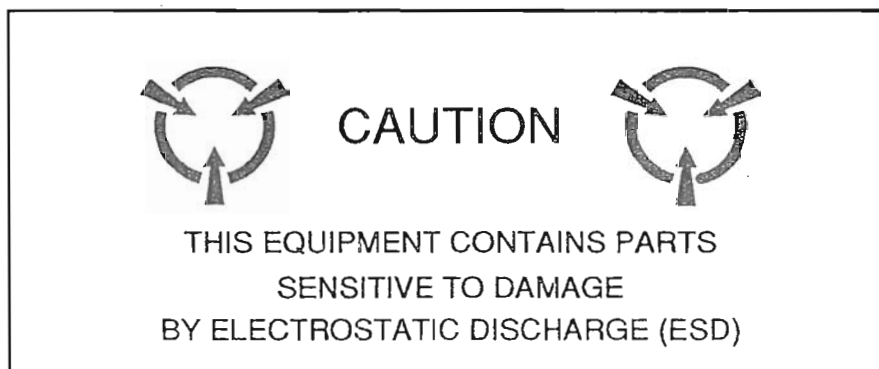 CAUTION
THIS EQUIPMENT CONTAINS PARTS
SENSITIVE TO DAMAGE
BY ELECTROSTATIC DISCHARGE (ESD)